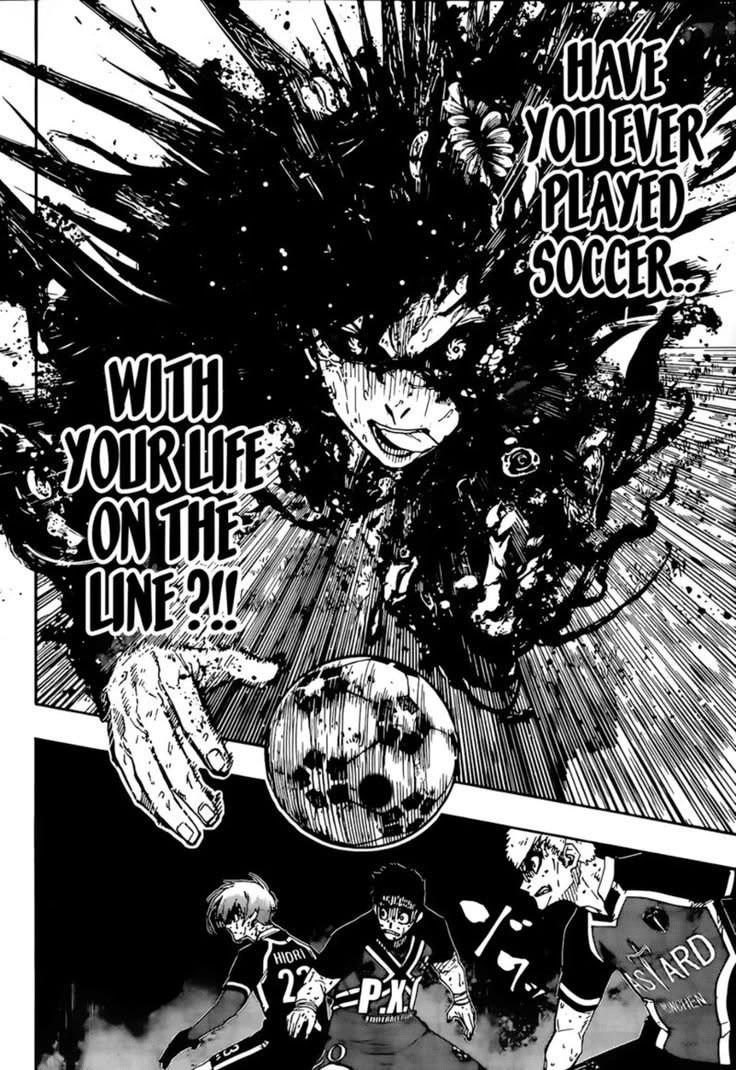 HAVE
YOU EVER
PLAYED
SOCCER..
WITH
YOUR LIFE
ON THE
LINE?!!
HIORI
22
P.X
ASTARD
MÜNCHEN